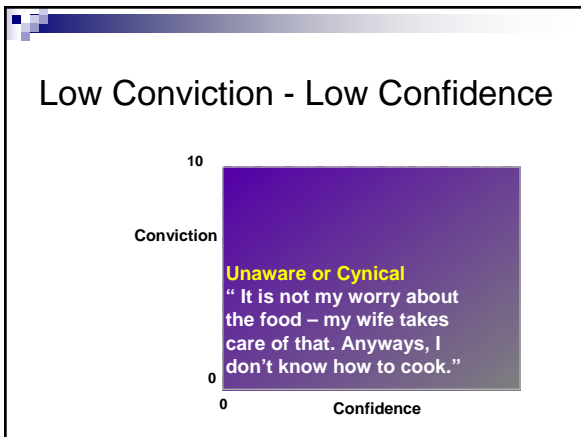 Low Conviction - Low Confidence
10
Conviction
Unaware or Cynical
“ It is not my worry about
the food – my wife takes
care of that. Anyways, I
don’t know how to cook.”
0
0
Confidence